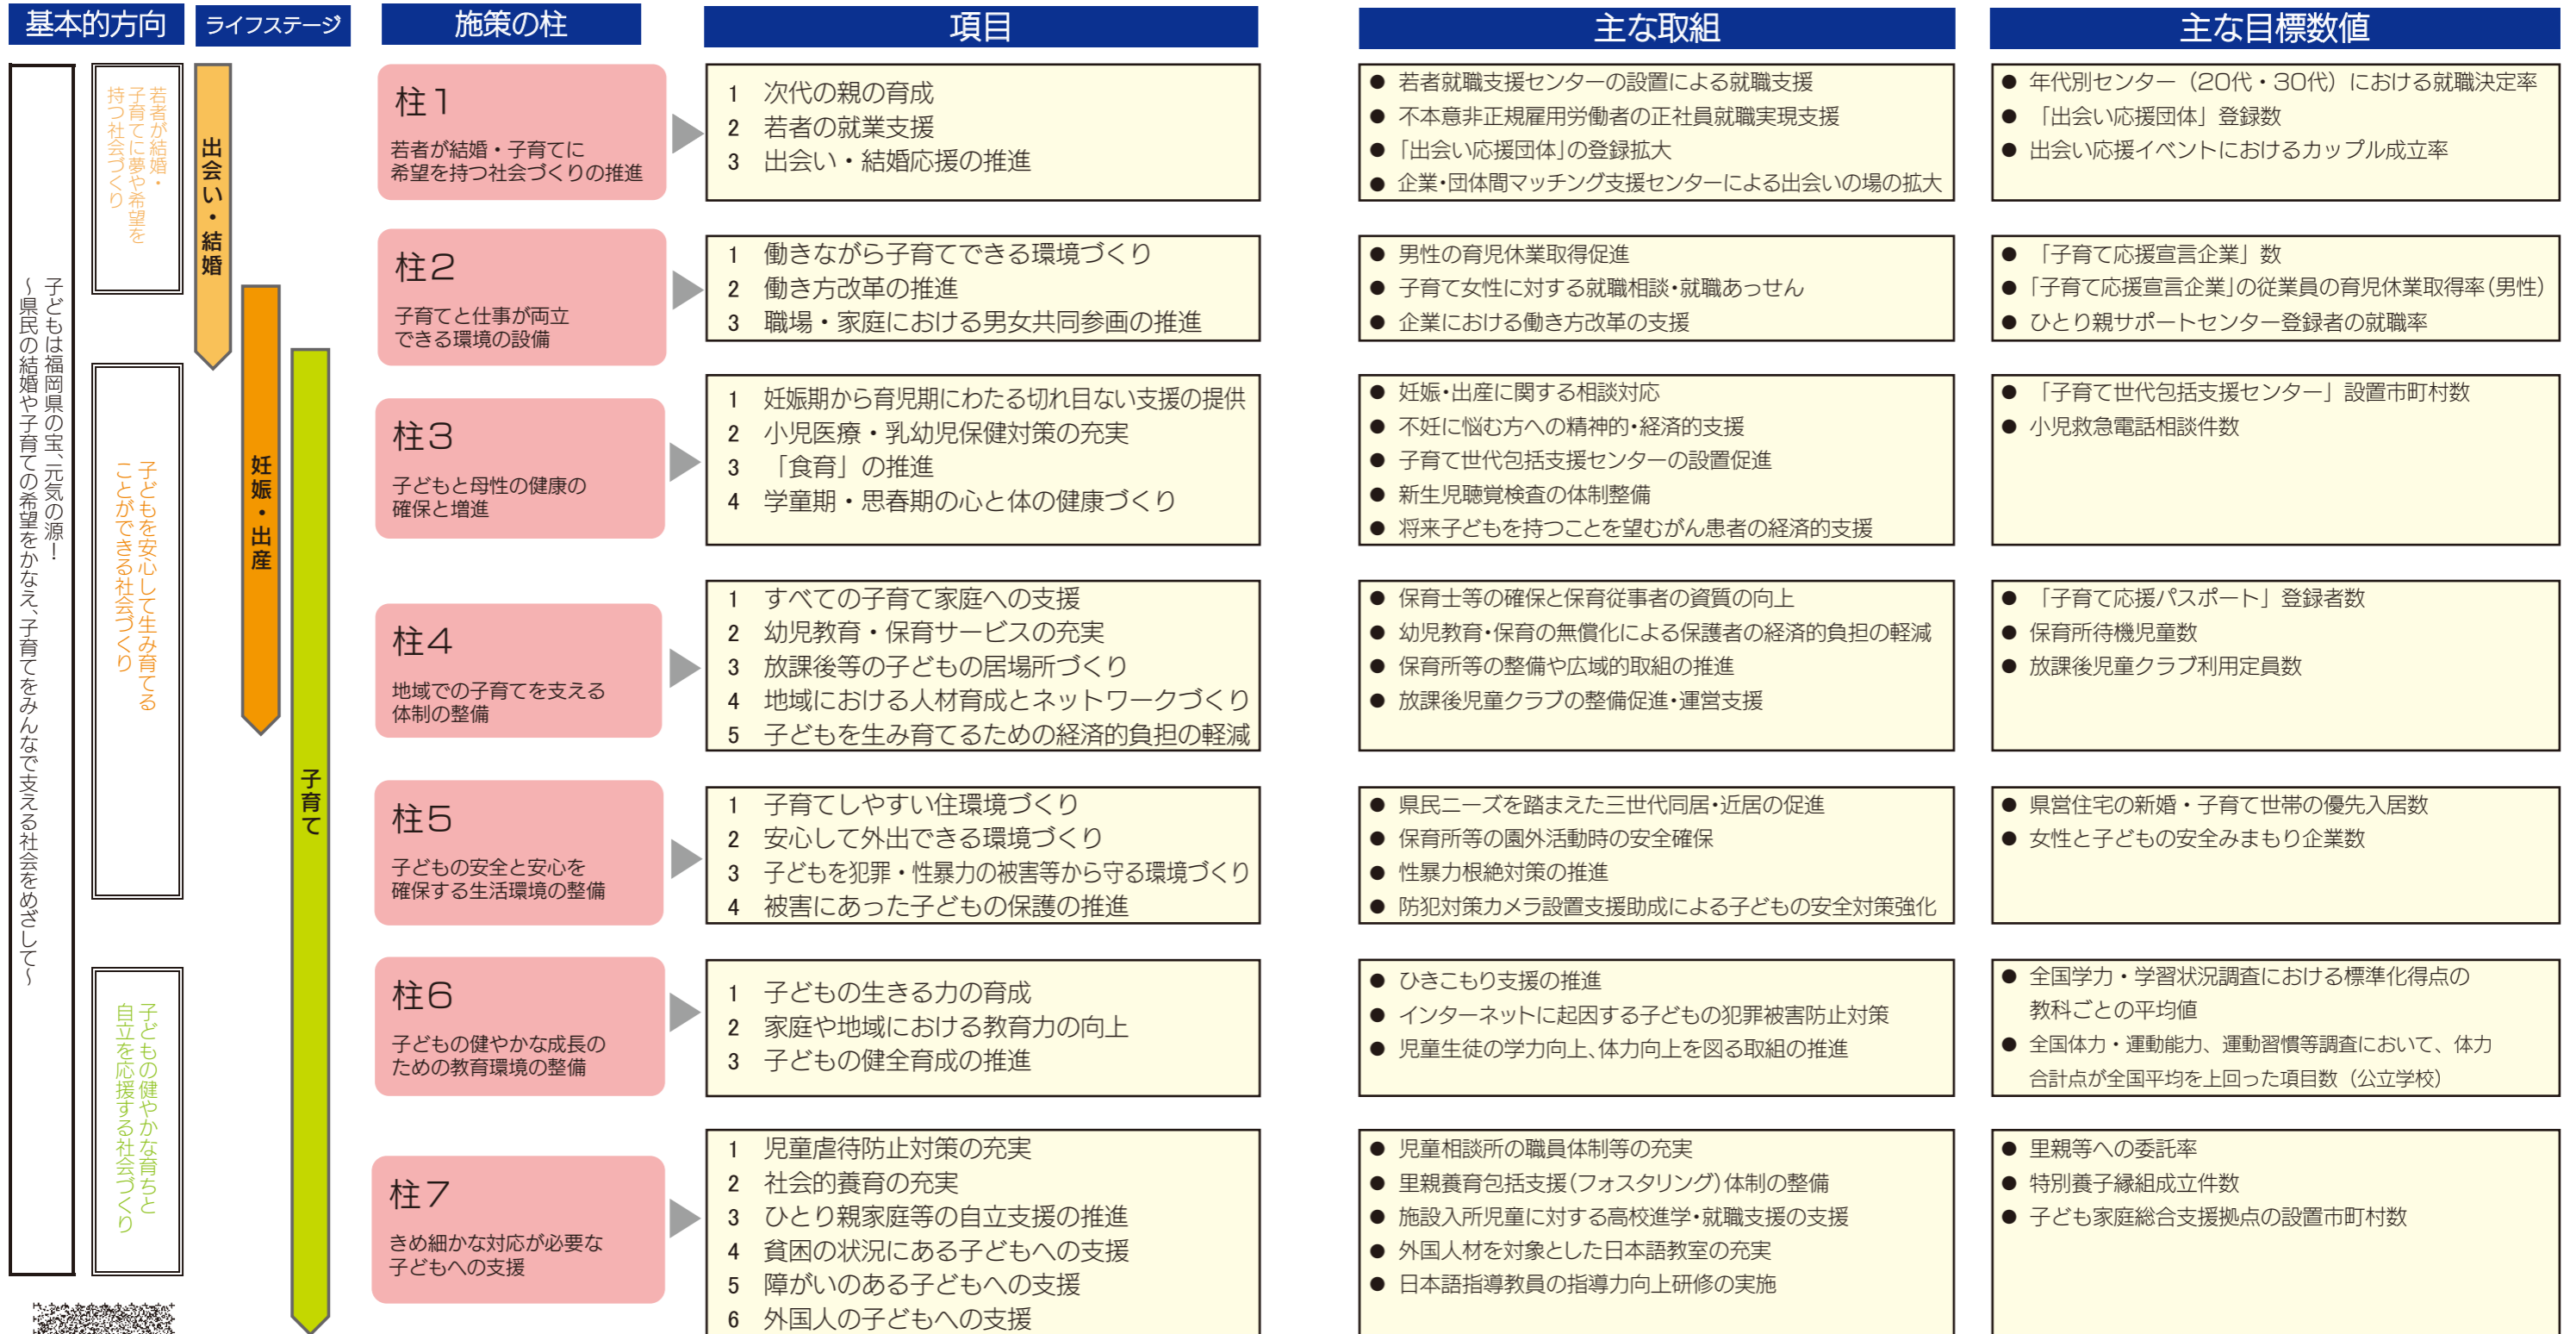 基本的方向
ライフステージ
施策の柱
項目
主な取組
主な目標数値
子どもは福岡県の宝、元気の源！
～県民の結婚や子育ての希望をかなえ、子育てをみんなで支える社会をめざして～
若者が結婚・
子育てに夢や希望を
持つ社会づくり
子どもを安心して生み育てる
ことができる社会づくり
子どもの健やかな育ちと
自立を応援する社会づくり
出会い・結婚
妊娠・出産
子育て
柱1
若者が結婚・子育てに
希望を持つ社会づくりの推進
1 次代の親の育成
2 若者の就業支援
3 出会い・結婚応援の推進
● 若者就職支援センターの設置による就職支援
● 不本意非正規雇用労働者の正社員就職実現支援
● 「出会い応援団体」の登録拡大
● 企業・団体間マッチング支援センターによる出会いの場の拡大
● 年代別センター（20代・30代）における就職決定率
● 「出会い応援団体」登録数
● 出会い応援イベントにおけるカップル成立率
柱2
子育てと仕事が両立
できる環境の設備
1 働きながら子育てできる環境づくり
2 働き方改革の推進
3 職場・家庭における男女共同参画の推進
● 男性の育児休業取得促進
● 子育て女性に対する就職相談・就職あっせん
● 企業における働き方改革の支援
● 「子育て応援宣言企業」数
● 「子育て応援宣言企業」の従業員の育児休業取得率（男性）
● ひとり親サポートセンター登録者の就職率
柱3
子どもと母性の健康の
確保と増進
1 妊娠期から育児期にわたる切れ目ない支援の提供
2 小児医療・乳幼児保健対策の充実
3 「食育」の推進
4 学童期・思春期の心と体の健康づくり
● 妊娠・出産に関する相談対応
● 不妊に悩む方への精神的・経済的支援
● 子育て世代包括支援センターの設置促進
● 新生児聴覚検査の体制整備
● 将来子どもを持つことを望むがん患者の経済的支援
● 「子育て世代包括支援センター」設置市町村数
● 小児救急電話相談件数
柱4
地域での子育てを支える
体制の整備
1 すべての子育て家庭への支援
2 幼児教育・保育サービスの充実
3 放課後等の子どもの居場所づくり
4 地域における人材育成とネットワークづくり
5 子どもを生み育てるための経済的負担の軽減
● 保育士等の確保と保育従事者の資質の向上
● 幼児教育・保育の無償化による保護者の経済的負担の軽減
● 保育所等の整備や広域的取組の推進
● 放課後児童クラブの整備促進・運営支援
● 「子育て応援パスポート」登録者数
● 保育所待機児童数
● 放課後児童クラブ利用定員数
柱5
子どもの安全と安心を
確保する生活環境の整備
1 子育てしやすい住環境づくり
2 安心して外出できる環境づくり
3 子どもを犯罪・性暴力の被害等から守る環境づくり
4 被害にあった子どもの保護の推進
● 県民ニーズを踏まえた三世代同居・近居の促進
● 保育所等の園外活動時の安全確保
● 性暴力根絶対策の推進
● 防犯対策カメラ設置支援助成による子どもの安全対策強化
● 県営住宅の新婚・子育て世帯の優先入居数
● 女性と子どもの安全みまもり企業数
柱6
子どもの健やかな成長の
ための教育環境の整備
1 子どもの生きる力の育成
2 家庭や地域における教育力の向上
3 子どもの健全育成の推進
● ひきこもり支援の推進
● インターネットに起因する子どもの犯罪被害防止対策
● 児童生徒の学力向上、体力向上を図る取組の推進
● 全国学力・学習状況調査における標準化得点の
教科ごとの平均値
● 全国体力・運動能力、運動習慣等調査において、体力
合計点が全国平均を上回った項目数（公立学校）
柱7
きめ細かな対応が必要な
子どもへの支援
1 児童虐待防止対策の充実
2 社会的養育の充実
3 ひとり親家庭等の自立支援の推進
4 貧困の状況にある子どもへの支援
5 障がいのある子どもへの支援
6 外国人の子どもへの支援
● 児童相談所の職員体制等の充実
● 里親養育包括支援（フォスタリング）体制の整備
● 施設入所児童に対する高校進学・就職支援の支援
● 外国人材を対象とした日本語教室の充実
● 日本語指導教員の指導力向上研修の実施
● 里親等への委託率
● 特別養子縁組成立件数
● 子ども家庭総合支援拠点の設置市町村数